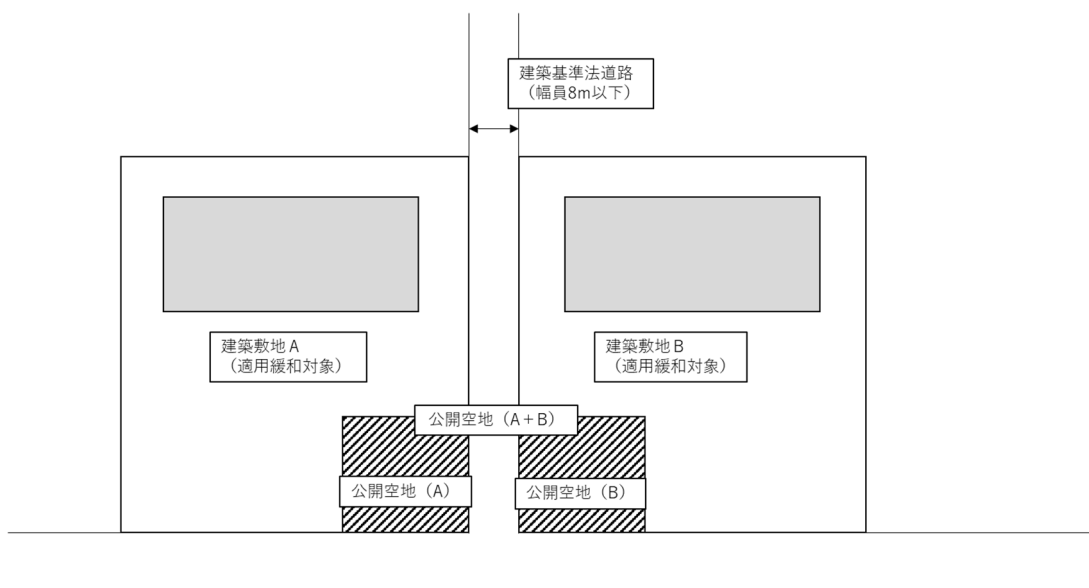 建築基準法道路
（幅員8m以下）
建築敷地Ａ
（適用緩和対象）
建築敷地Ｂ
（適用緩和対象）
公開空地（A＋B）
公開空地（A）
公開空地（B）